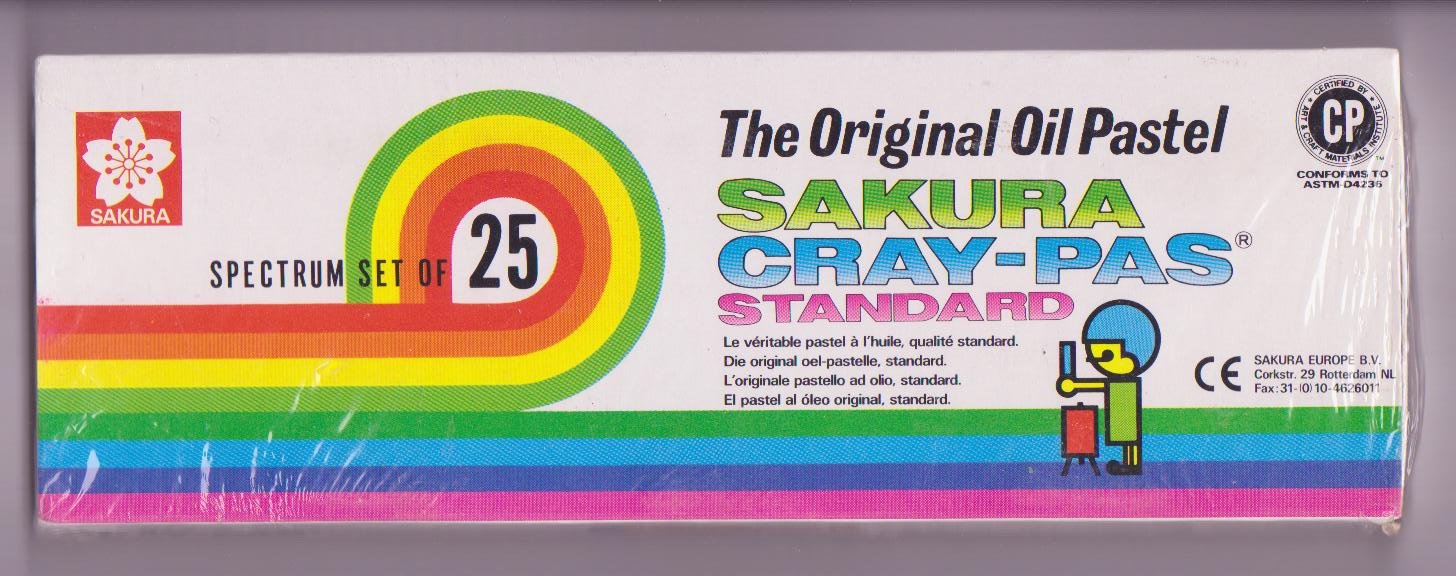 SAKURA
SPECTRUM SET OF 25
The Original Oil Pastel
SAKURA
CRAY-PAS®
STANDARD
Le véritable pastel à l'huile, qualité standard.
Die original oel-pastelle, standard.
L'originale pastello ad olio, standard.
El pastel al óleo original, standard.
CERTIFIED BY
ART & CRAFT MATERIALS INSTITUTE
CP
TM
CONFORMS TO
ASTM-D4236
CE
SAKURA EUROPE B.V.
Corkstr. 29 Rotterdam NL
Fax:31-(0)10-4626011